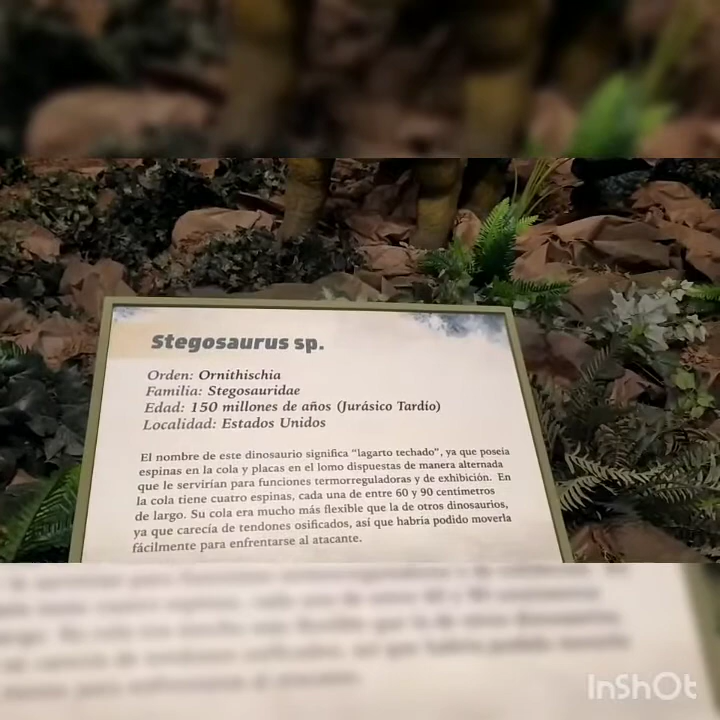 Stegosaurus sp.
Orden: Ornithischia
Familia: Stegosauridae
Edad: 150 millones de años (Jurásico Tardío)
Localidad: Estados Unidos
El nombre de este dinosaurio significa "lagarto techado", ya que poseía
espinas en la cola y placas en el lomo dispuestas de manera alternada
que le servirían para funciones termorreguladoras y de exhibición. En
la cola tiene cuatro espinas, cada una de entre 60 y 90 centímetros
de largo. Su cola era mucho más flexible que la de otros dinosaurios,
ya que carecía de tendones osificados, así que habría podido moverla
fácilmente para enfrentarse al atacante.
InShOt